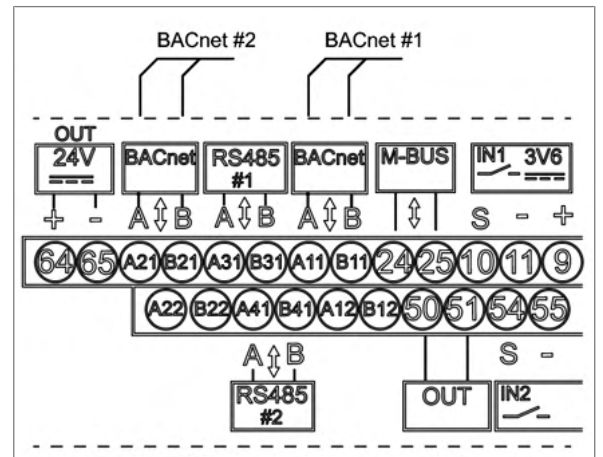 BACnet #2 BACnet #1
OUT
24V BACnet RS485 BACnet M-BUS IN1 3V6
#1
+ - A B A B A B S - +
64 65 A21 B21 A31 B31 A11 B11 24 25 10 11 9
A22 B22 A41 B41 A12 B12 50 51 54 55
A B S -
RS485 OUT IN2
#2